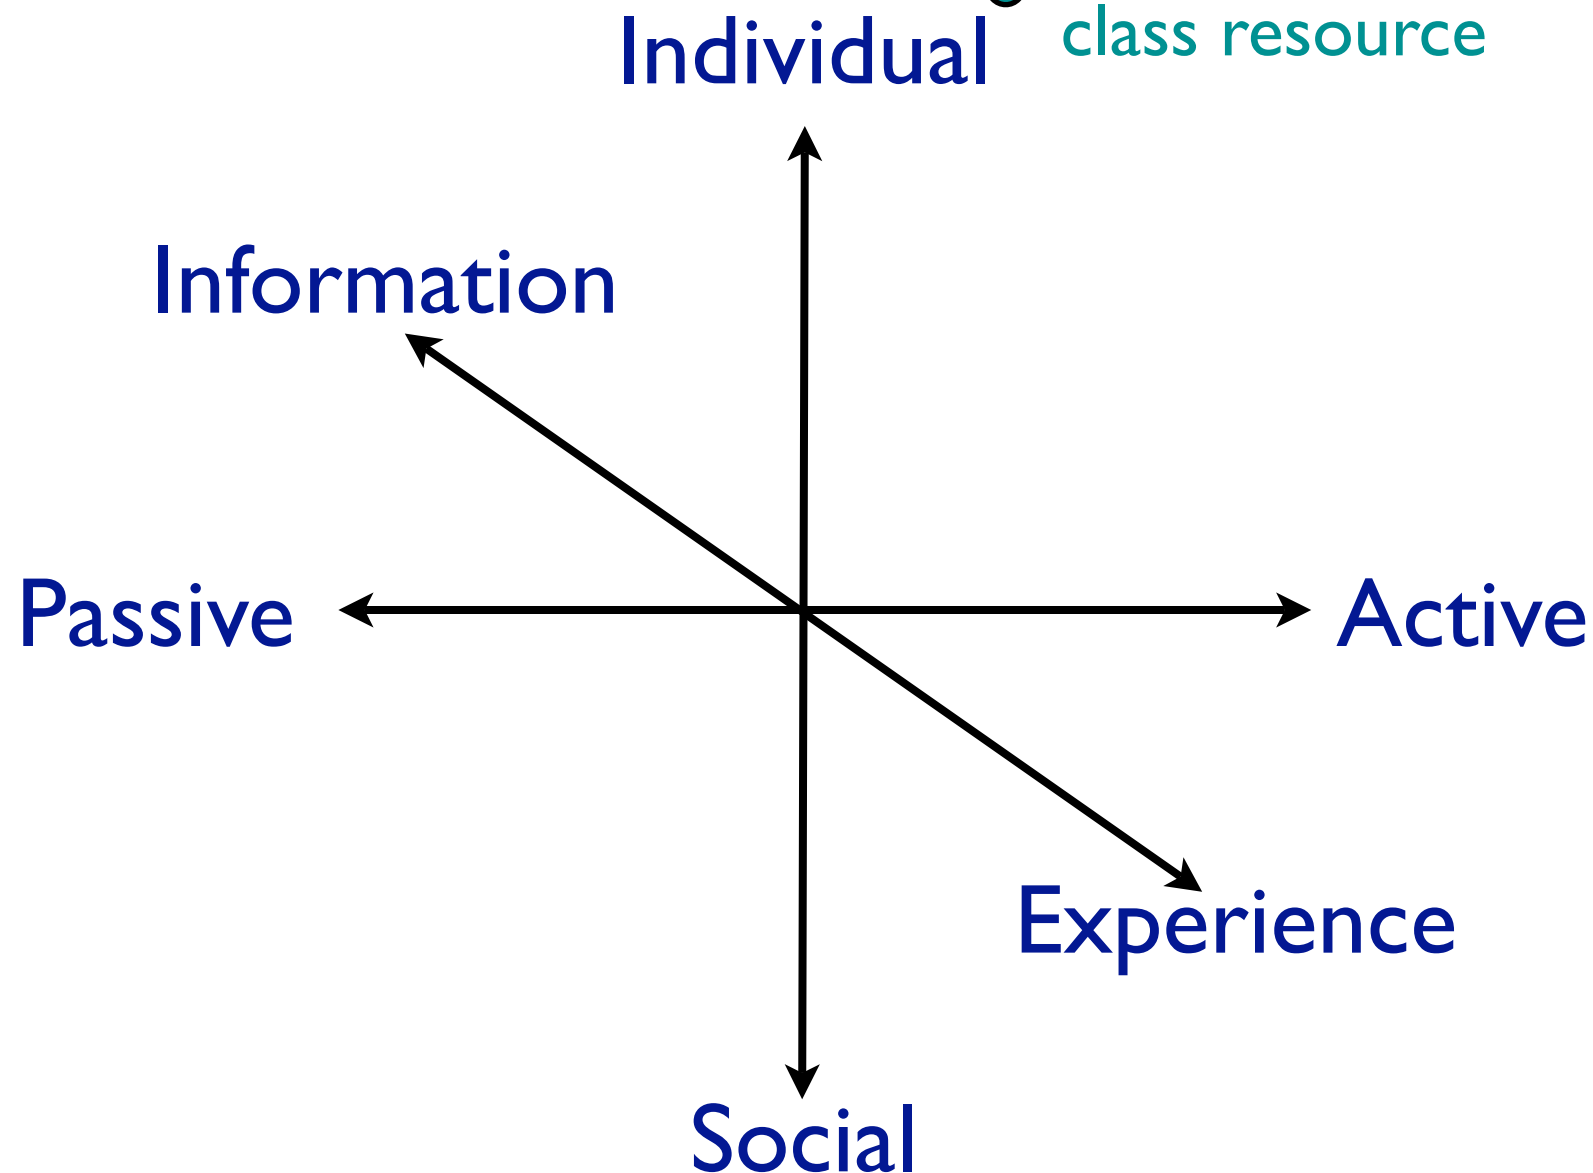 Individual
class resource
Information
Passive
Active
Experience
Social